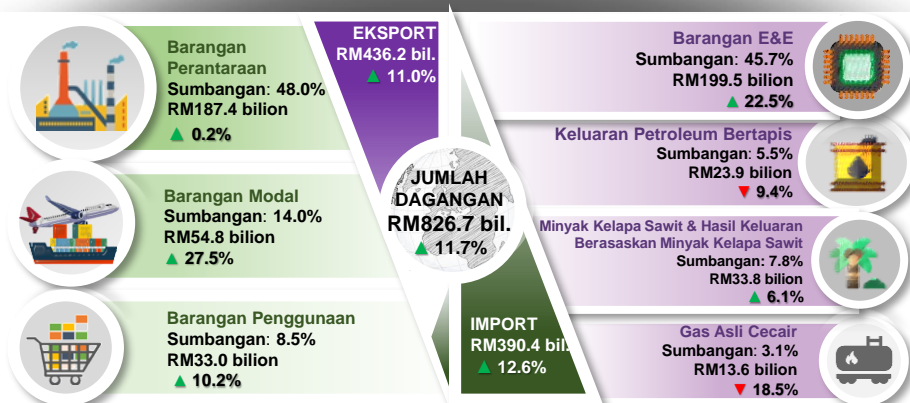 EKSPORT
RM436.2 bil.
▲ 11.0%
Barangan
Perantaraan
Sumbangan: 48.0%
RM187.4 bilion
▲ 0.2%
Barangan Modal
Sumbangan: 14.0%
RM54.8 bilion
▲ 27.5%
Barangan Penggunaan
Sumbangan: 8.5%
RM33.0 bilion
▲ 10.2%
JUMLAH
DAGANGAN
RM826.7 bil.
▲ 11.7%
IMPORT
RM390.4 bil.
▲ 12.6%
Barangan E&E
Sumbangan: 45.7%
RM199.5 bilion
▲ 22.5%
Keluaran Petroleum Bertapis
Sumbangan: 5.5%
RM23.9 bilion
▼ 9.4%
Minyak Kelapa Sawit & Hasil Keluaran
Berasaskan Minyak Kelapa Sawit
Sumbangan: 7.8%
RM33.8 bilion
▲ 6.1%
Gas Asli Cecair
Sumbangan: 3.1%
RM13.6 bilion
▼ 18.5%